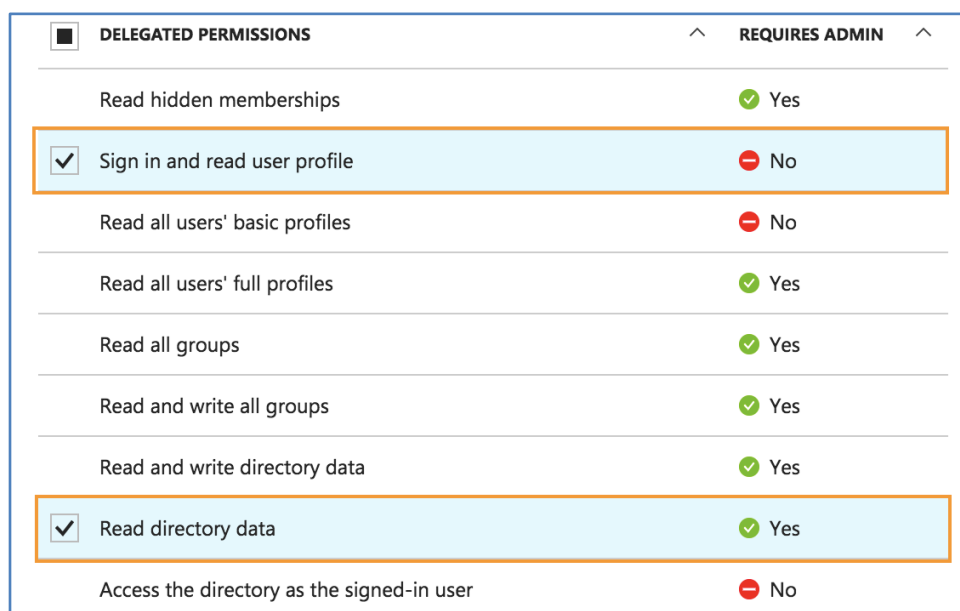 DELEGATED PERMISSIONS REQUIRES ADMIN
Read hidden memberships Yes
Sign in and read user profile No
Read all users' basic profiles No
Read all users' full profiles Yes
Read all groups Yes
Read and write all groups Yes
Read and write directory data Yes
Read directory data Yes
Access the directory as the signed-in user No